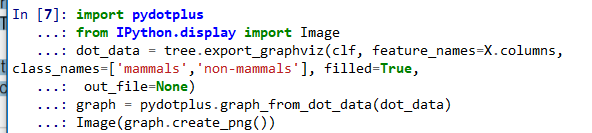 In [7]: import pydotplus
   ...: from IPython.display import Image
   ...: dot_data = tree.export_graphviz(clf, feature_names=X.columns,
class_names=['mammals','non-mammals'], filled=True,
   ...:  out_file=None)
   ...: graph = pydotplus.graph_from_dot_data(dot_data)
   ...: Image(graph.create_png())